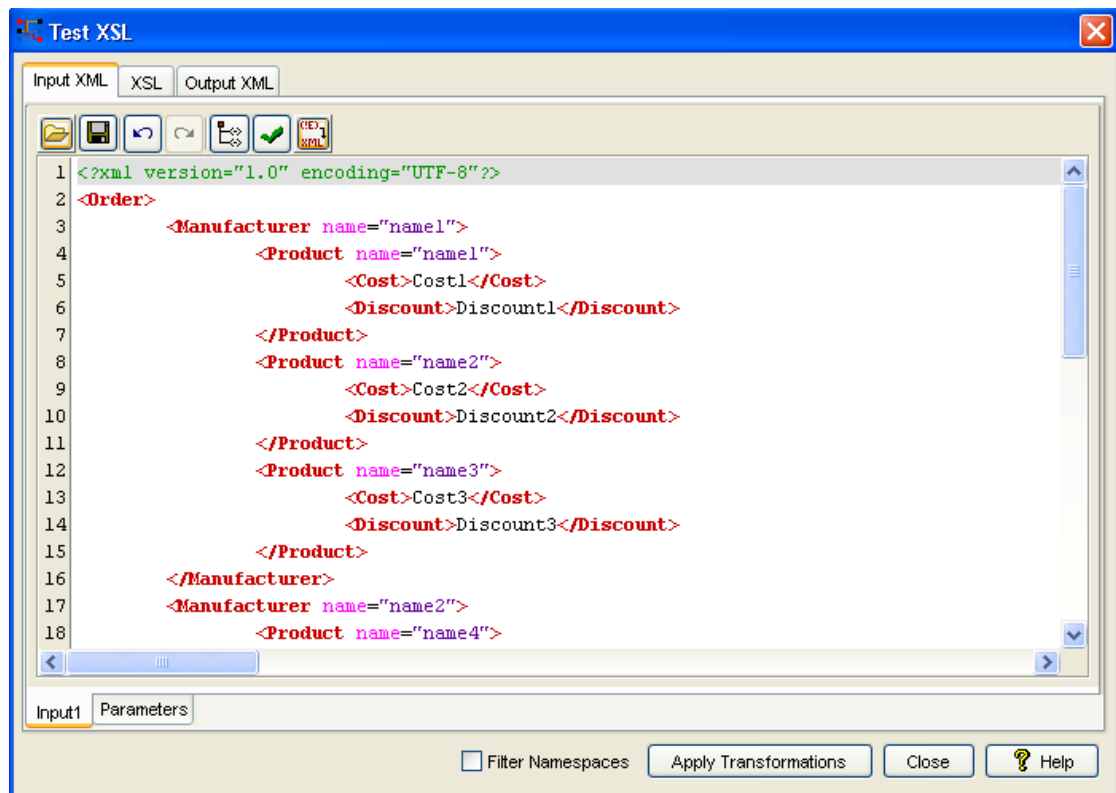 Test XSL
Input XML XSL Output XML
(!E) XML
1 <?xml version="1.0" encoding="UTF-8"?>
2 <Order>
3 <Manufacturer name="name1">
4 <Product name="name1">
5 <Cost>Cost1</Cost>
6 <Discount>Discount1</Discount>
7 </Product>
8 <Product name="name2">
9 <Cost>Cost2</Cost>
10 <Discount>Discount2</Discount>
11 </Product>
12 <Product name="name3">
13 <Cost>Cost3</Cost>
14 <Discount>Discount3</Discount>
15 </Product>
16 </Manufacturer>
17 <Manufacturer name="name2">
18 <Product name="name4">
Input1 Parameters
Filter Namespaces Apply Transformations Close ? Help